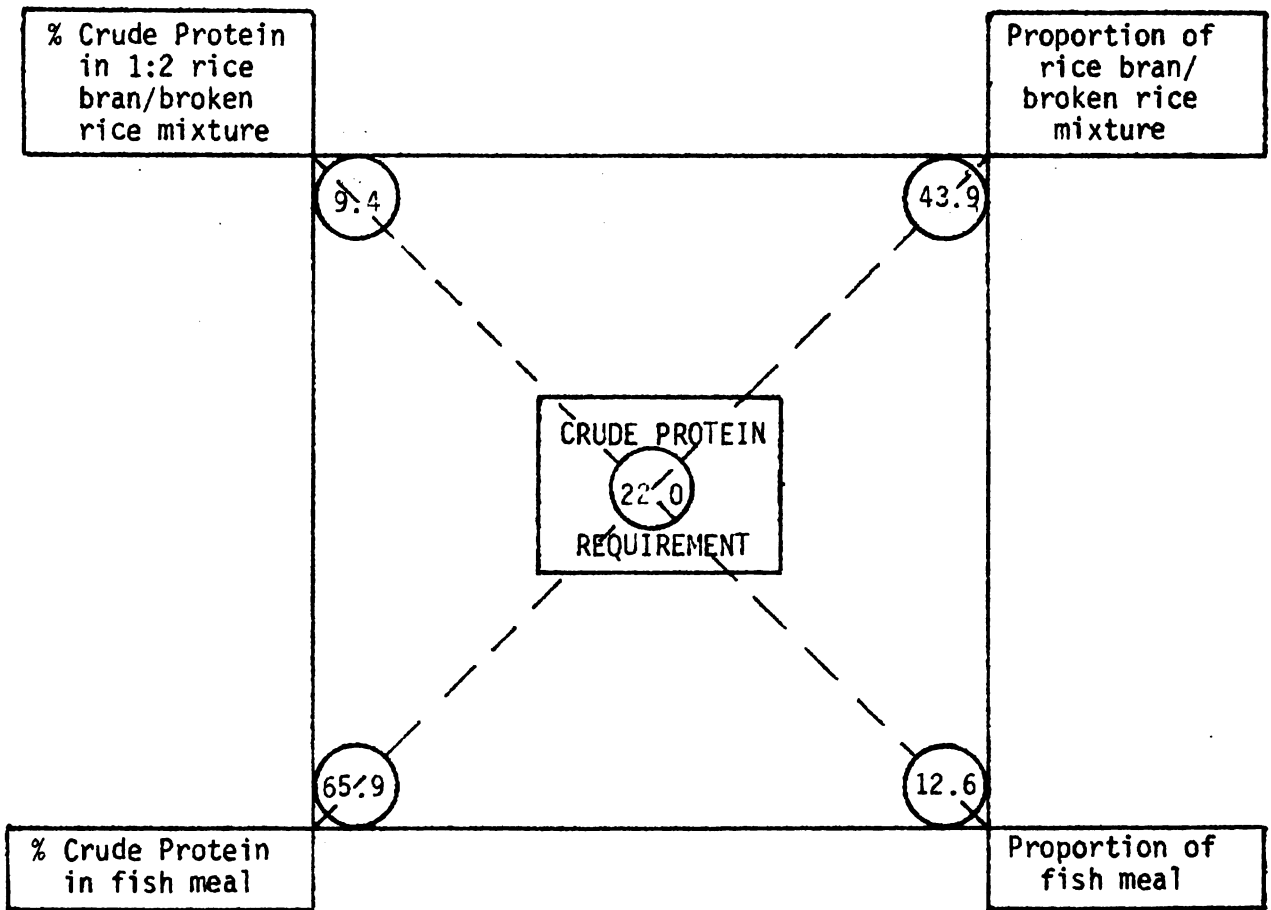 % Crude Protein
in 1:2 rice
bran/broken
rice mixture
Proportion of
rice bran/
broken rice
mixture
9.4
43.9
CRUDE PROTEIN
22.0
REQUIREMENT
65.9
12.6
% Crude Protein
in fish meal
Proportion of
fish meal